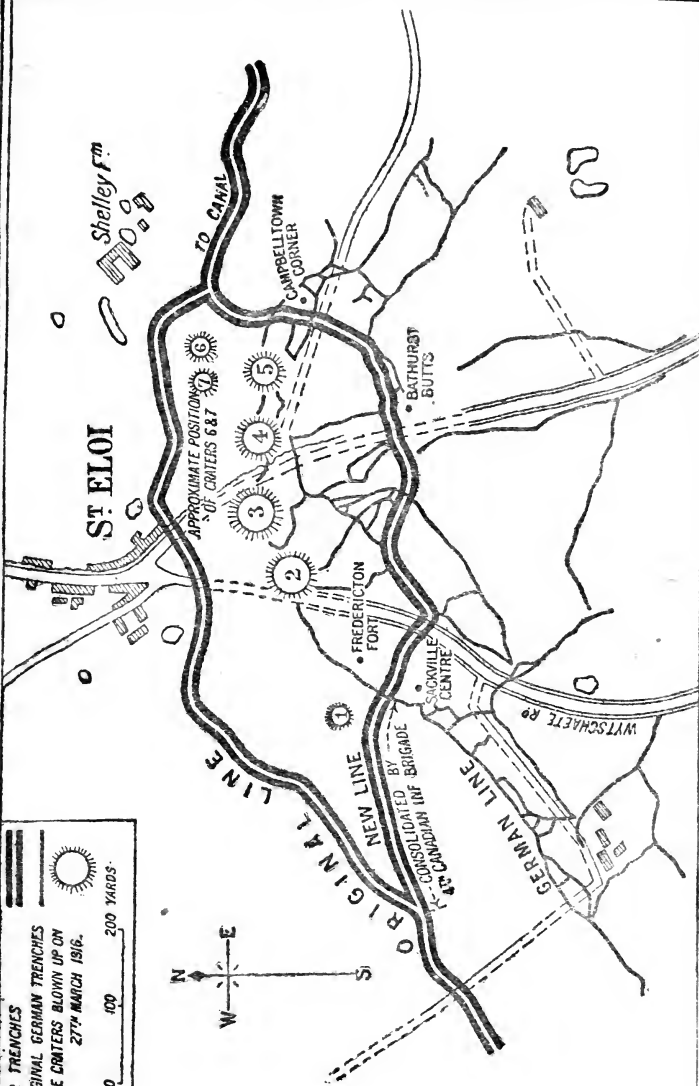 TRENCHES
GINAL GERMAN TRENCHES
E CRATERS BLOWN UP ON
27TH MARCH 1916.
0 100 200 YARDS.
Shelley Fm
TO CANAL
ST ELOI
CAMPBELLTOWN
CORNER
APPROXIMATE POSITION
OF CRATERS 6&7
6
7
5
4
3
2
1
BATHURST
BUTTS
FREDERICTON
FORT
SACKVILLE
CENTRE
ORIGINAL LINE
NEW LINE
CONSOLIDATED BY
4TH CANADIAN INF BRIGADE
GERMAN LINE
WYTSCHAETE RD
N
W E
S